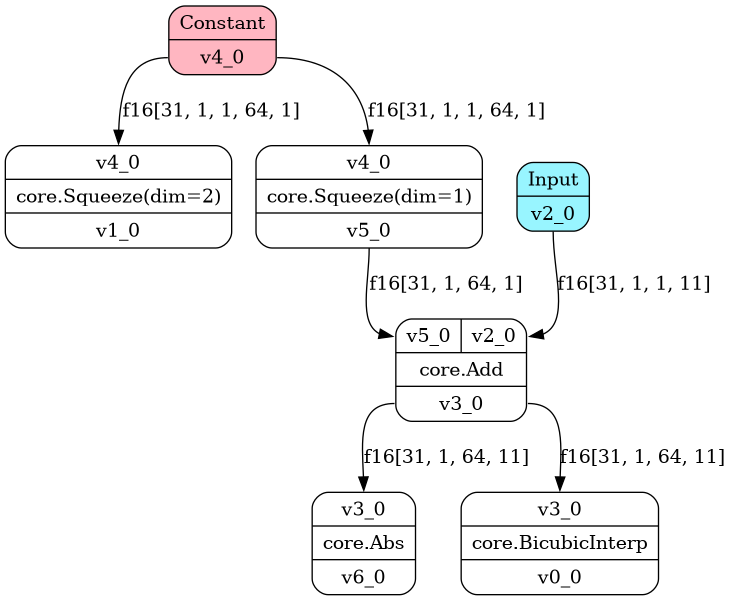 Constant
v4_0
f16[31, 1, 1, 64, 1]
f16[31, 1, 1, 64, 1]
v4_0
core.Squeeze(dim=2)
v1_0
v4_0
core.Squeeze(dim=1)
v5_0
Input
v2_0
f16[31, 1, 64, 1]
f16[31, 1, 1, 11]
v5_0 v2_0
core.Add
v3_0
f16[31, 1, 64, 11]
f16[31, 1, 64, 11]
v3_0
core.Abs
v6_0
v3_0
core.BicubicInterp
v0_0